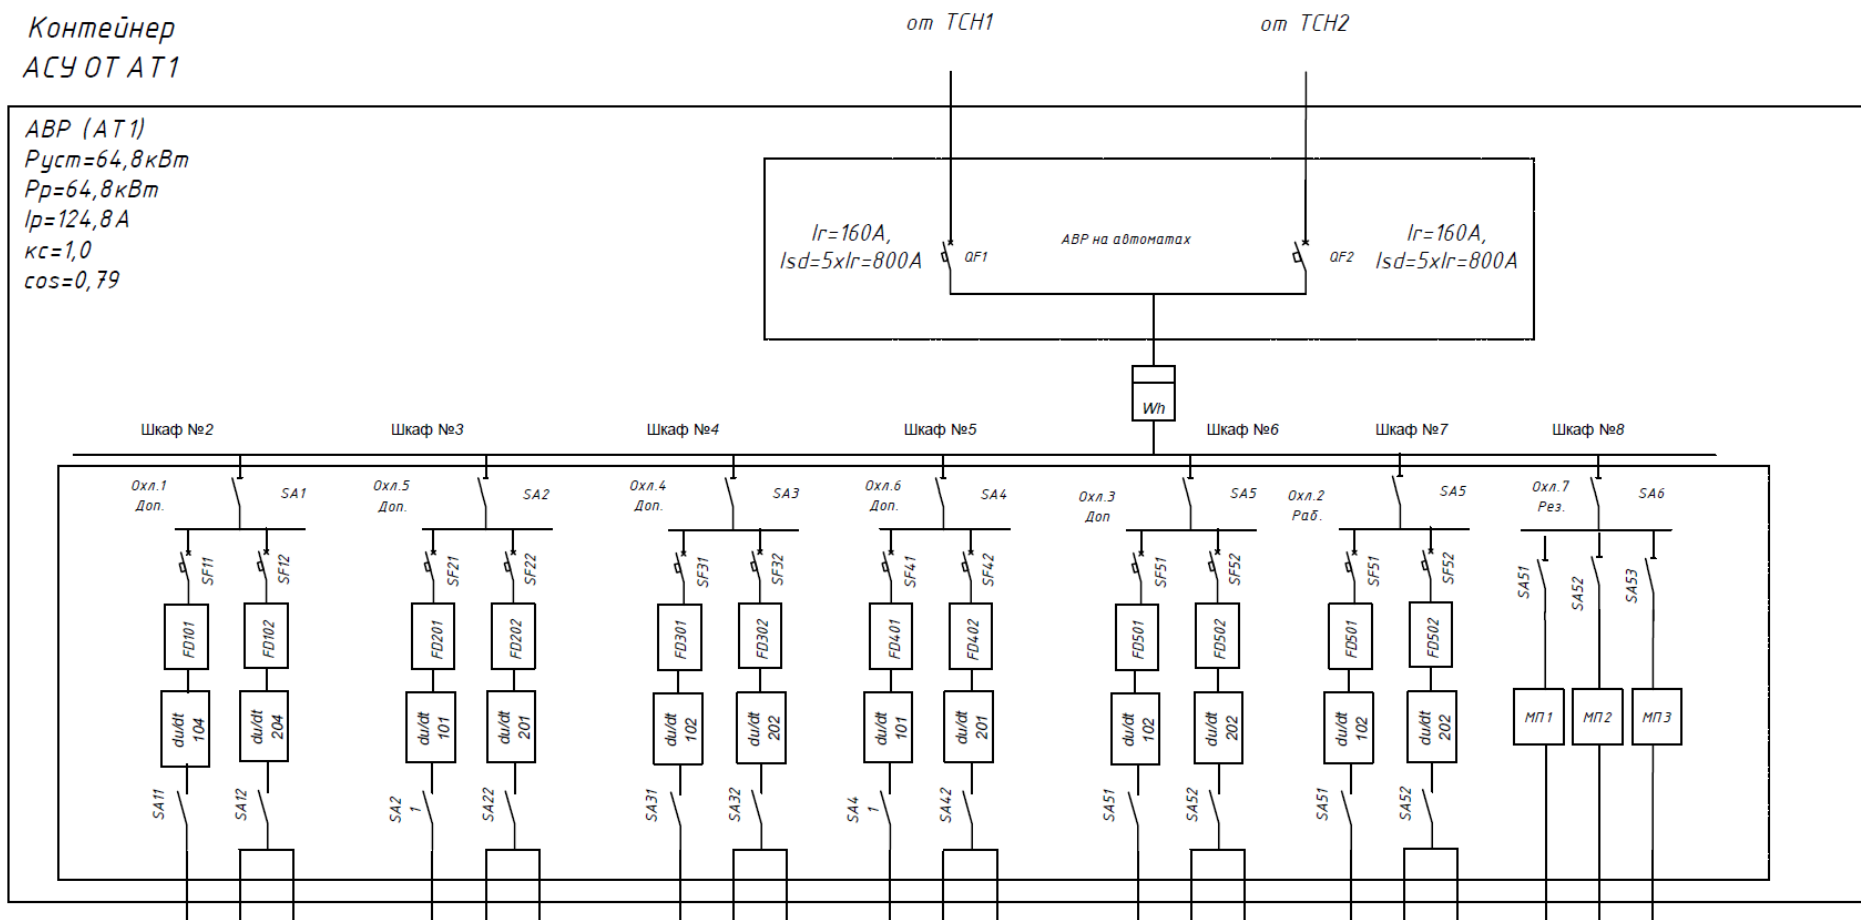 Контейнер
АСУ ОТ АТ1
от ТСН1
от ТСН2
АВР (АТ1)
Руст=64,8кВт
Рр=64,8кВт
Iр=124,8А
кс=1,0
cos=0,79
Ir=160А,
Isd=5xIr=800А
QF1
АВР на автоматах
QF2
Ir=160А,
Isd=5xIr=800А
Wh
Шкаф №2
Шкаф №3
Шкаф №4
Шкаф №5
Шкаф №6
Шкаф №7
Шкаф №8
Охл.1
Доп.
SA1
Охл.5
Доп.
SA2
Охл.4
Доп.
SA3
Охл.6
Доп.
SA4
Охл.3
Доп
SA5
Охл.2
Раб.
SA5
Охл.7
Рез.
SA6
SF11
SF12
SF21
SF22
SF31
SF32
SF41
SF42
SF51
SF52
SF51
SF52
SA51
SA52
SA53
FD101
FD102
FD201
FD202
FD301
FD302
FD401
FD402
FD501
FD502
FD501
FD502
du/dt
104
du/dt
204
du/dt
101
du/dt
201
du/dt
102
du/dt
202
du/dt
101
du/dt
201
du/dt
102
du/dt
202
du/dt
102
du/dt
202
МП1
МП2
МП3
SA11
SA12
SA2
1
SA22
SA31
SA32
SA4
1
SA42
SA51
SA52
SA51
SA52